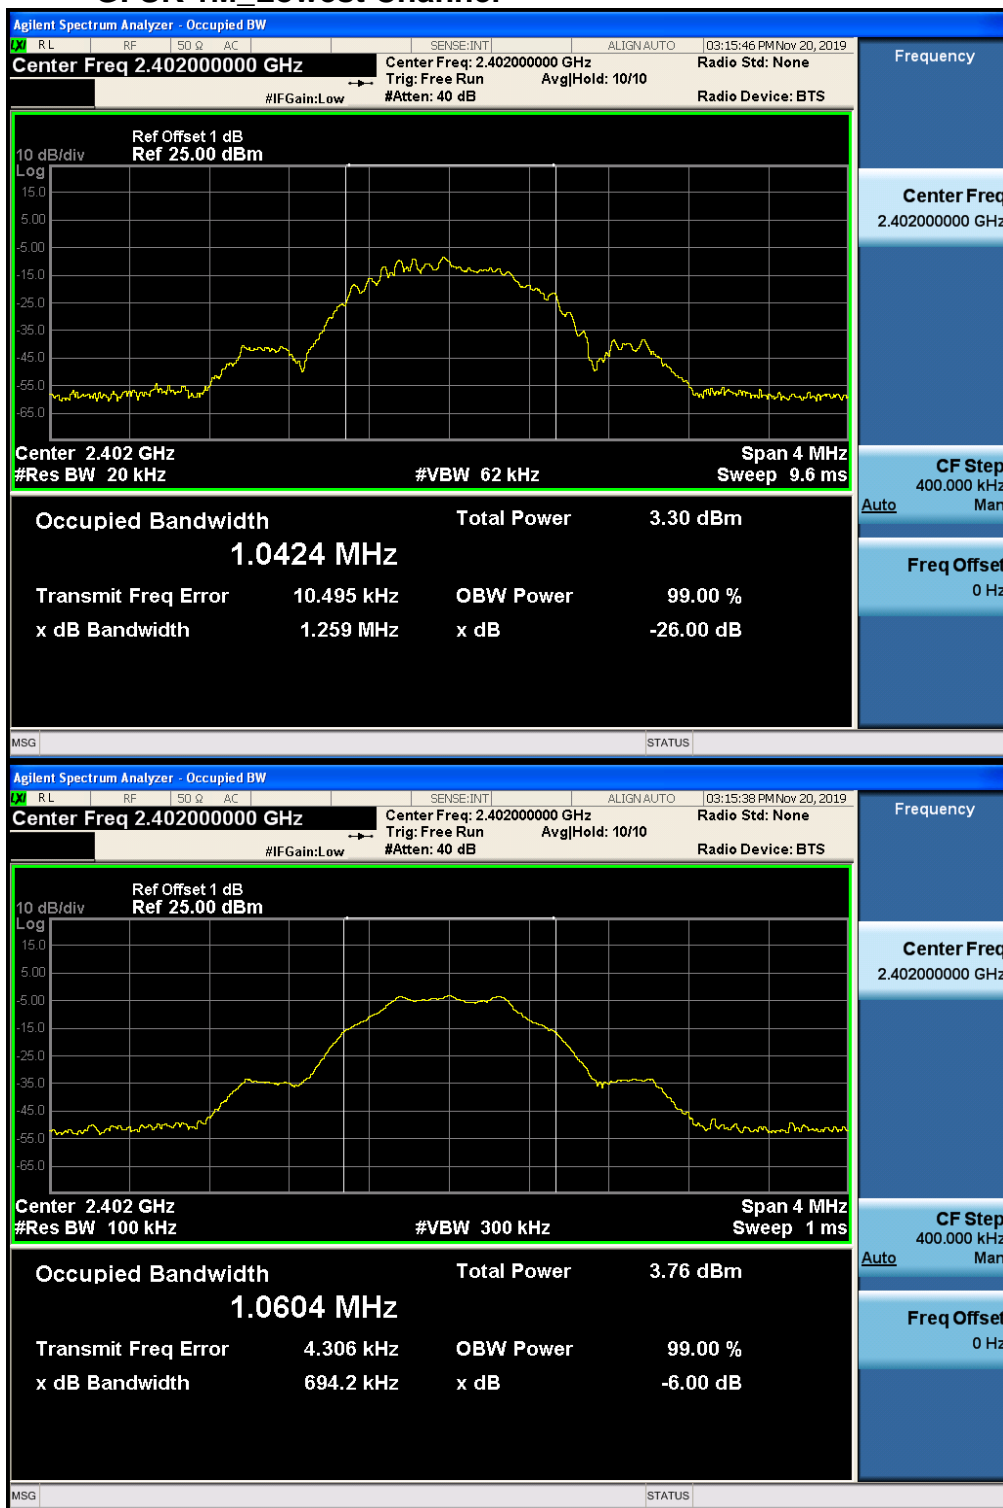 GFSK 1M_Lowest Channel
Agilent Spectrum Analyzer - Occupied BW
LXI RL RF 50 Ω AC SENSE:INT ALIGN AUTO 03:15:46 PM Nov 20, 2019
Center Freq 2.402000000 GHz
Center Freq: 2.402000000 GHz Radio Std: None
Trig: Free Run Avg|Hold: 10/10
#IFGain:Low #Atten: 40 dB Radio Device: BTS
Frequency
Ref Offset 1 dB
10 dB/div Ref 25.00 dBm
Log
15.0
5.00
-5.00
-15.0
-25.0
-35.0
-45.0
-55.0
-65.0
Center Freq
2.402000000 GHz
Center 2.402 GHz Span 4 MHz
#Res BW 20 kHz #VBW 62 kHz Sweep 9.6 ms
CF Step
400.000 kHz
Auto Man
Occupied Bandwidth Total Power 3.30 dBm
1.0424 MHz
Transmit Freq Error 10.495 kHz OBW Power 99.00 %
x dB Bandwidth 1.259 MHz x dB -26.00 dB
Freq Offset
0 Hz
MSG STATUS
Agilent Spectrum Analyzer - Occupied BW
LXI RL RF 50 Ω AC SENSE:INT ALIGN AUTO 03:15:38 PM Nov 20, 2019
Center Freq 2.402000000 GHz
Center Freq: 2.402000000 GHz Radio Std: None
Trig: Free Run Avg|Hold: 10/10
#IFGain:Low #Atten: 40 dB Radio Device: BTS
Frequency
Ref Offset 1 dB
10 dB/div Ref 25.00 dBm
Log
15.0
5.00
-5.00
-15.0
-25.0
-35.0
-45.0
-55.0
-65.0
Center Freq
2.402000000 GHz
Center 2.402 GHz Span 4 MHz
#Res BW 100 kHz #VBW 300 kHz Sweep 1 ms
CF Step
400.000 kHz
Auto Man
Occupied Bandwidth Total Power 3.76 dBm
1.0604 MHz
Transmit Freq Error 4.306 kHz OBW Power 99.00 %
x dB Bandwidth 694.2 kHz x dB -6.00 dB
Freq Offset
0 Hz
MSG STATUS